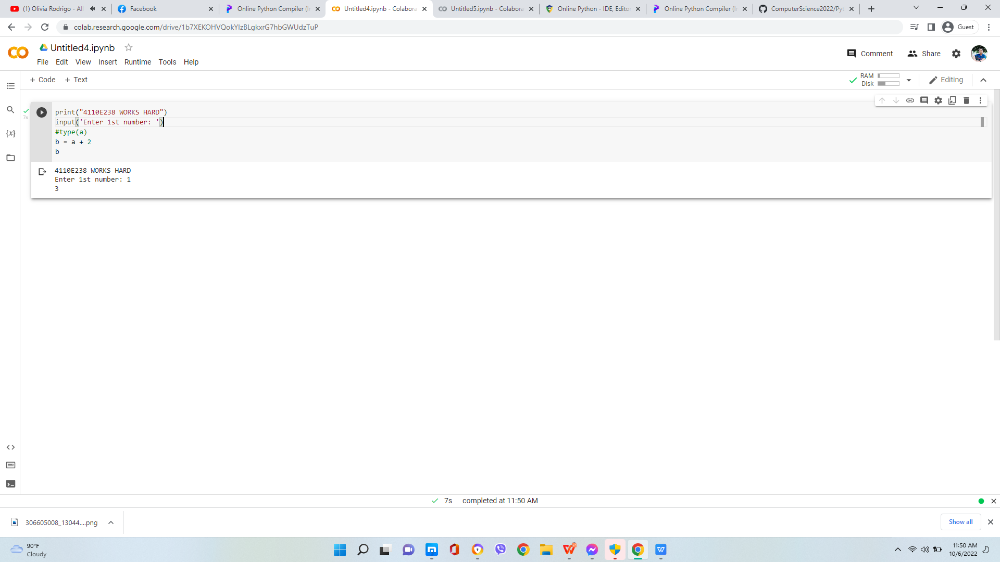 (1) Olivia Rodrigo - All
Facebook
Online Python Compiler (In
Untitled4.ipynb - Colabora
Untitled5.ipynb - Colabora
Online Python - IDE, Editor
Online Python Compiler (In
ComputerScience2022/Pyt
colab.research.google.com/drive/1b7XEKOHVQokYIzBLgkxrG7hbGWUdzTuP
Guest
Untitled4.ipynb
File Edit View Insert Runtime Tools Help
Comment
Share
+ Code + Text
RAM
Disk
Editing
7s
print("4110E238 WORKS HARD")
input('Enter 1st number: ')
#type(a)
b = a + 2
b
{x}
4110E238 WORKS HARD
Enter 1st number: 1
3
7s completed at 11:50 AM
306605008_13044....png
Show all
90°F
Cloudy
11:50 AM
10/6/2022